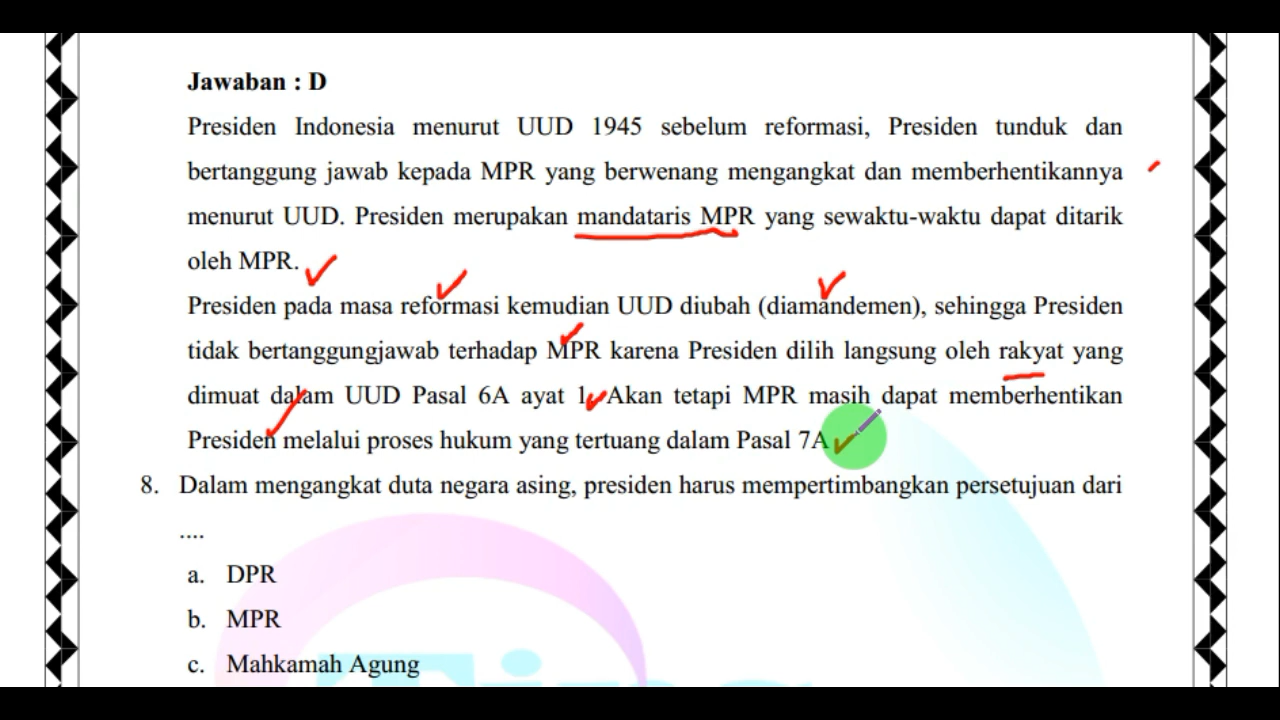 Jawaban : D
Presiden Indonesia menurut UUD 1945 sebelum reformasi, Presiden tunduk dan
bertanggung jawab kepada MPR yang berwenang mengangkat dan memberhentikannya
menurut UUD. Presiden merupakan mandataris MPR yang sewaktu-waktu dapat ditarik
oleh MPR.
Presiden pada masa reformasi kemudian UUD diubah (diamandemen), sehingga Presiden
tidak bertanggungjawab terhadap MPR karena Presiden dilih langsung oleh rakyat yang
dimuat dalam UUD Pasal 6A ayat 1. Akan tetapi MPR masih dapat memberhentikan
Presiden melalui proses hukum yang tertuang dalam Pasal 7A
8. Dalam mengangkat duta negara asing, presiden harus mempertimbangkan persetujuan dari
....
a. DPR
b. MPR
c. Mahkamah Agung